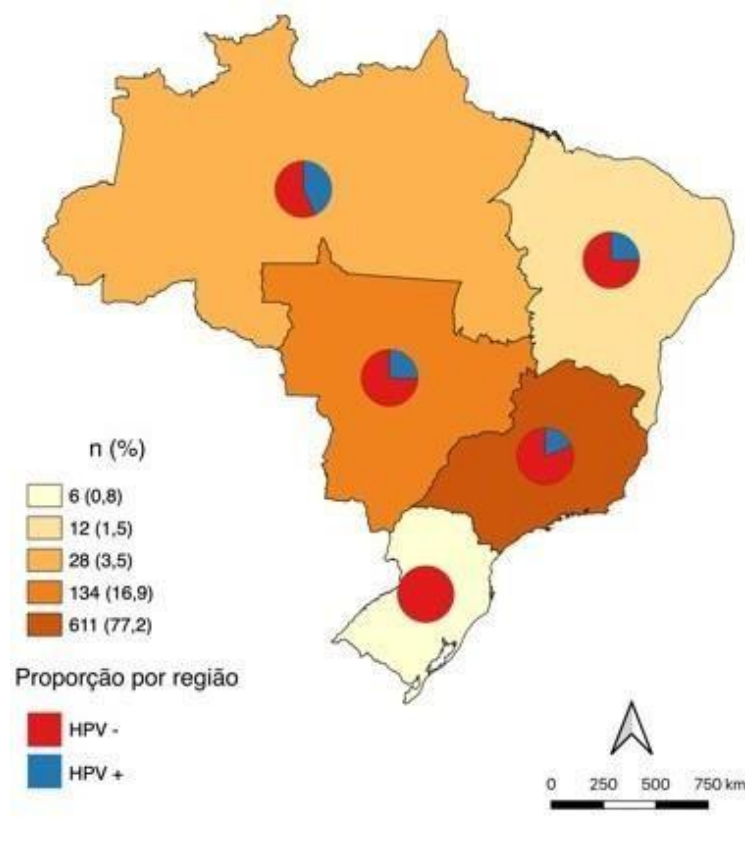 n (%)
6 (0,8)
12 (1,5)
28 (3,5)
134 (16,9)
611 (77,2)
Proporção por região
HPV -
HPV +
0 250 500 750 km